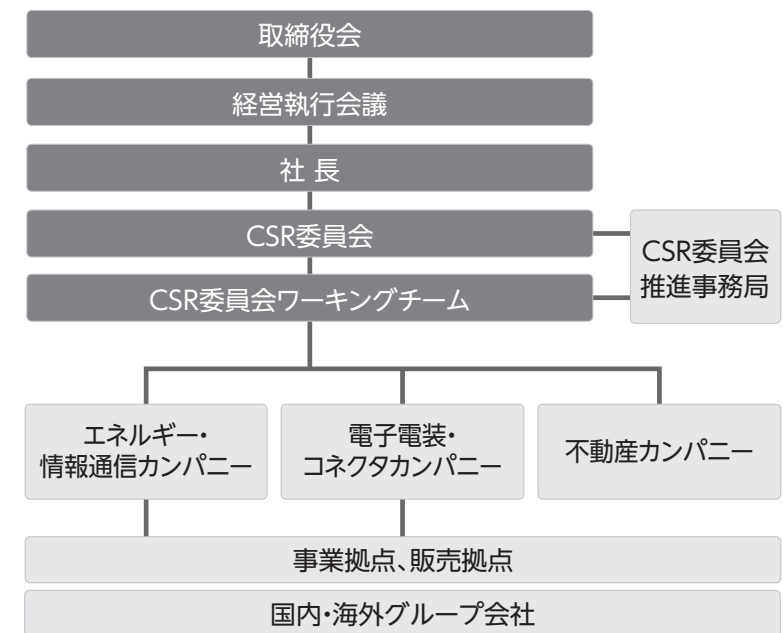 取締役会
経営執行会議
社 長
CSR委員会
CSR委員会
推進事務局
CSR委員会ワーキングチーム
エネルギー・
情報通信カンパニー
電子電装・
コネクタカンパニー
不動産カンパニー
事業拠点、販売拠点
国内・海外グループ会社